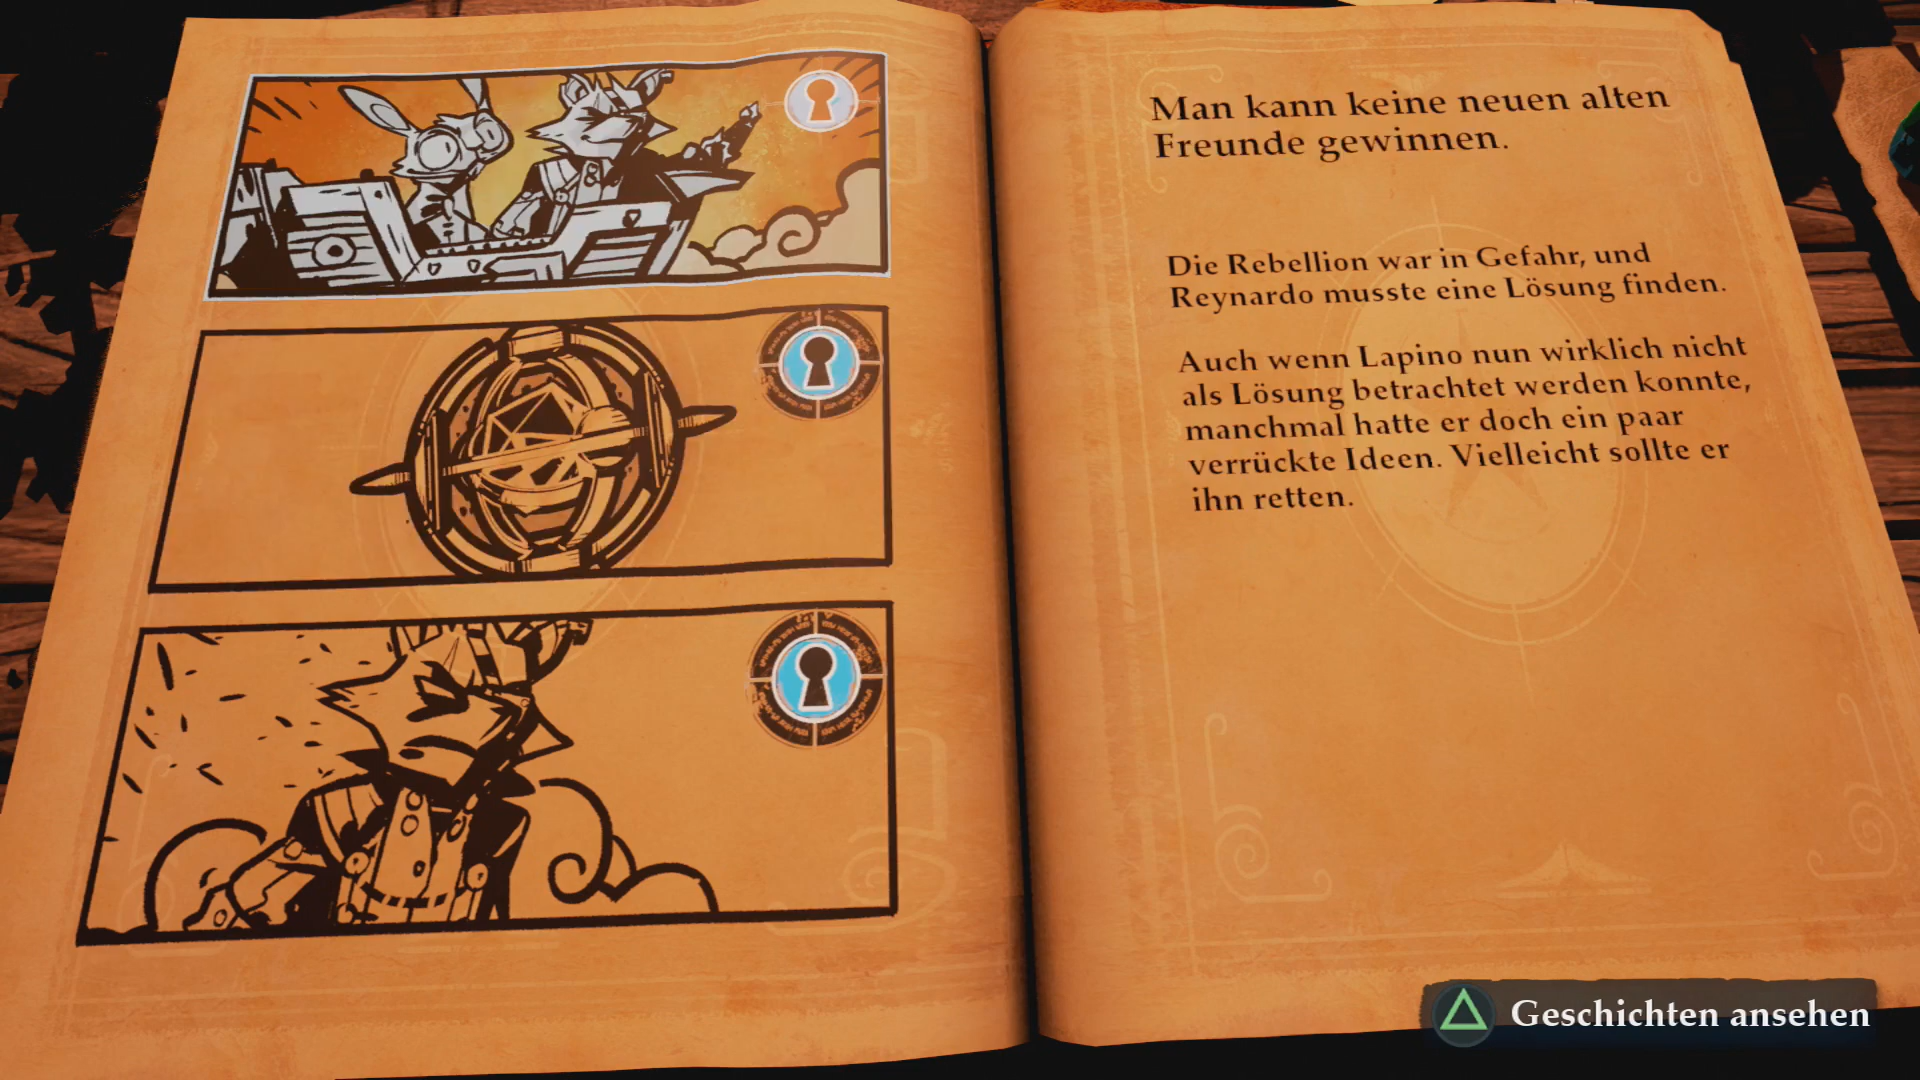 Man kann keine neuen alten
Freunde gewinnen.
Die Rebellion war in Gefahr, und
Reynardo musste eine Lösung finden.
Auch wenn Lapino nun wirklich nicht
als Lösung betrachtet werden konnte,
manchmal hatte er doch ein paar
verrückte Ideen. Vielleicht sollte er
ihn retten.
Geschichten ansehen